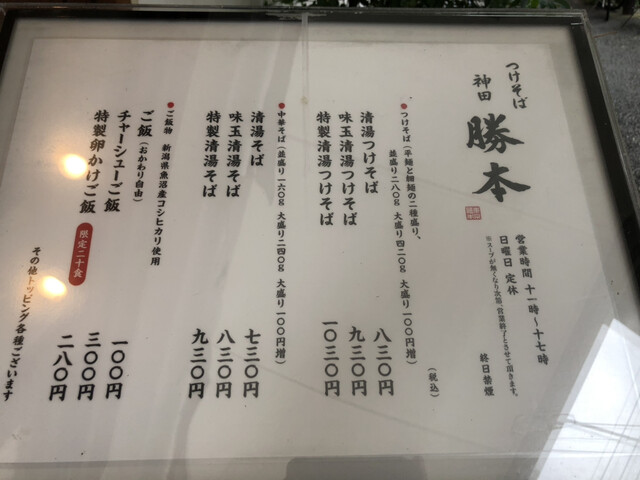 つけそば
神田
勝本
営業時間 十一時～十七時
日曜日 定休
※スープが無くなり次第、営業終了とさせて頂きます。
終日禁煙
(税込)
●つけそば(平麺と細麺の二種盛り、
並盛り二八〇g 大盛り四二〇g 大盛り一〇〇円増)
清湯つけそば 八三〇円
味玉清湯つけそば 九三〇円
特製清湯つけそば 一〇三〇円
●中華そば(並盛り一六〇g 大盛り二四〇g 大盛り一〇〇円増)
清湯そば 七三〇円
味玉清湯そば 八三〇円
特製清湯そば 九三〇円
●ご飯物 新潟県魚沼産コシヒカリ使用
ご飯(おかわり自由) 一〇〇円
チャーシューご飯 三〇〇円
特製卵かけご飯 限定二十食 二八〇円
その他トッピング各種ございます